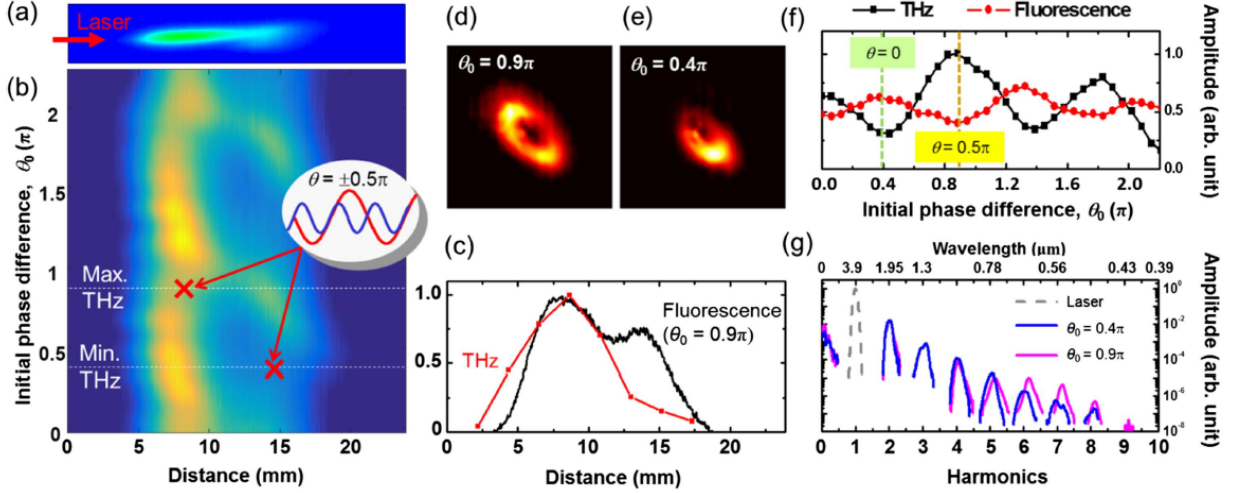 (a)
Laser
(b)
Initial phase difference, θ₀ (π)
2
1.5
1
0.5
0
Max.
THz
Min.
THz
θ = ±0.5π
0 5 10 15 20
Distance (mm)
(d)
θ₀ = 0.9π
(e)
θ₀ = 0.4π
(c)
1.0
0.5
0.0
THz
Fluorescence
(θ₀ = 0.9π)
0 5 10 15 20
Distance (mm)
(f)
THz Fluorescence
θ = 0
θ = 0.5π
1.0
0.5
0.0
Amplitude (arb. unit)
0.0 0.4 0.8 1.2 1.6 2.0
Initial phase difference, θ₀ (π)
(g)
Wavelength (μm)
0 3.9 1.95 1.3 0.78 0.56 0.43 0.39
Laser
θ₀ = 0.4π
θ₀ = 0.9π
10⁰
10⁻²
10⁻⁴
10⁻⁶
10⁻⁸
Amplitude (arb. unit)
0 1 2 3 4 5 6 7 8 9 10
Harmonics